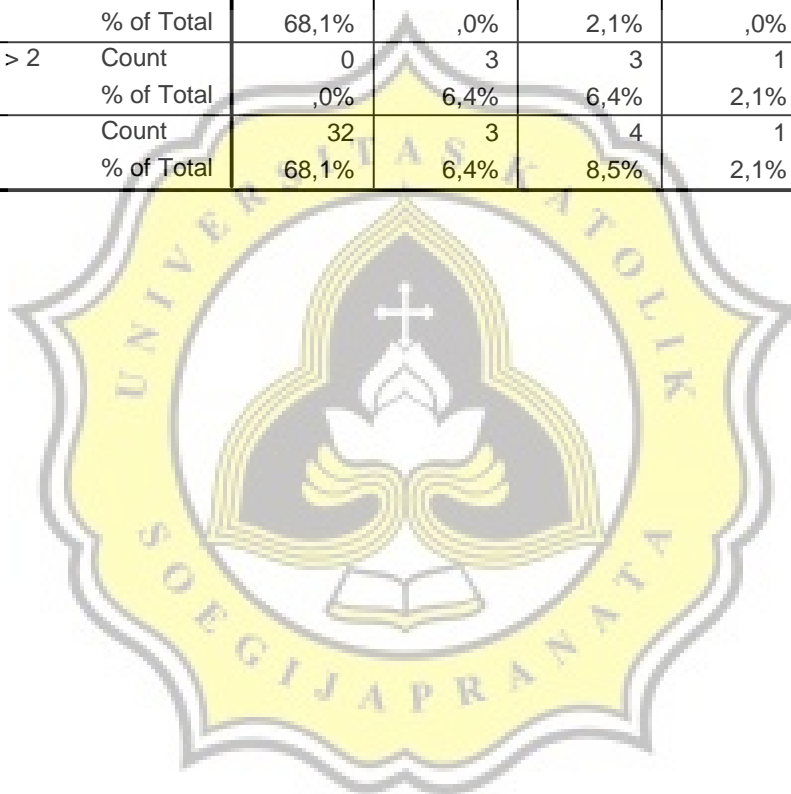 % of Total 68,1% ,0% 2,1% ,0%
> 2 Count 0 3 3 1
% of Total ,0% 6,4% 6,4% 2,1%
Count 32 3 4 1
% of Total 68,1% 6,4% 8,5% 2,1%
UNIVERSITAS KATOLIK
SOEGIJAPRANATA